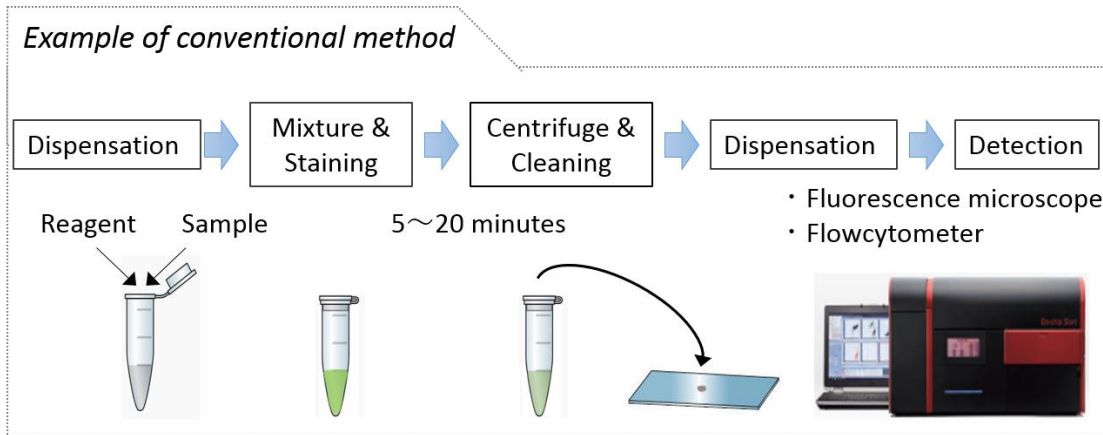 Example of conventional method
Dispensation
Mixture &
Staining
Centrifuge &
Cleaning
Dispensation
Detection
・Fluorescence microscope
・Flowcytometer
Reagent
Sample
5～20 minutes